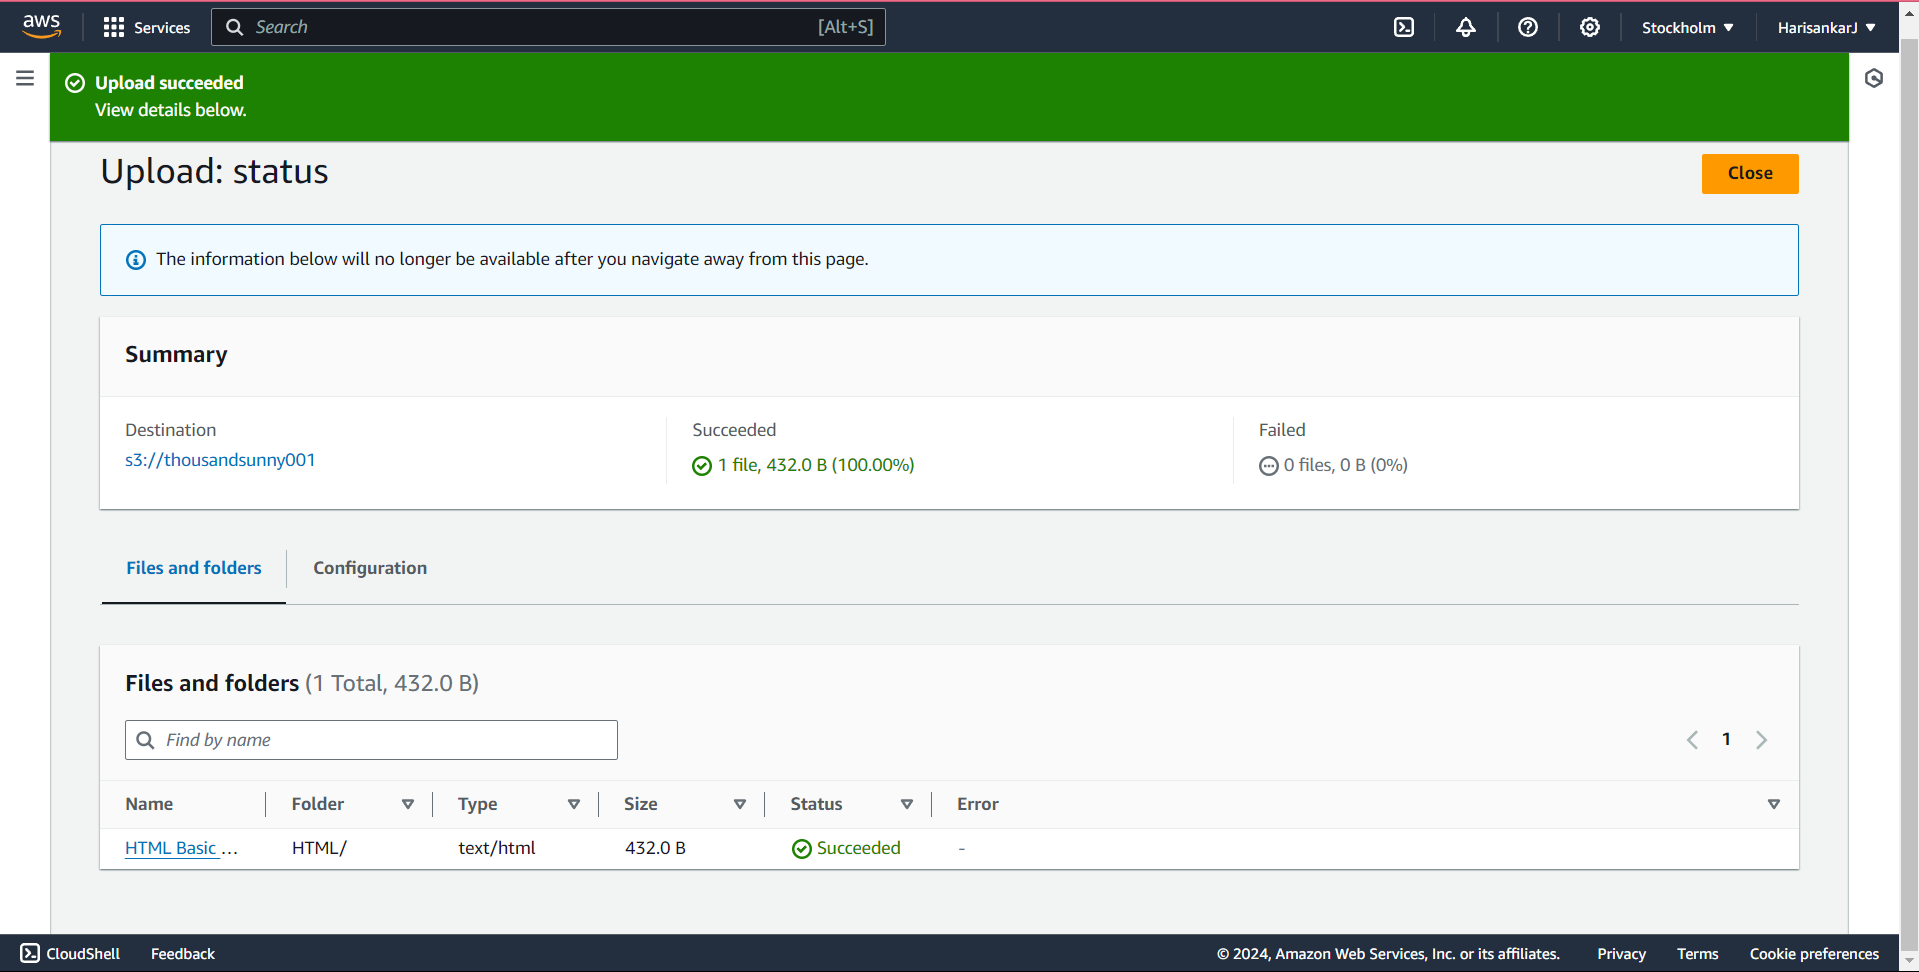 aws Services Search [Alt+S] Stockholm HarisankarJ
Upload succeeded
View details below.
Upload: status
Close
The information below will no longer be available after you navigate away from this page.
Summary
Destination Succeeded Failed
s3://thousandsunny001 1 file, 432.0 B (100.00%) 0 files, 0 B (0%)
Files and folders Configuration
Files and folders (1 Total, 432.0 B)
Find by name 1
Name Folder Type Size Status Error
HTML Basic ... HTML/ text/html 432.0 B Succeeded -
CloudShell Feedback © 2024, Amazon Web Services, Inc. or its affiliates. Privacy Terms Cookie preferences